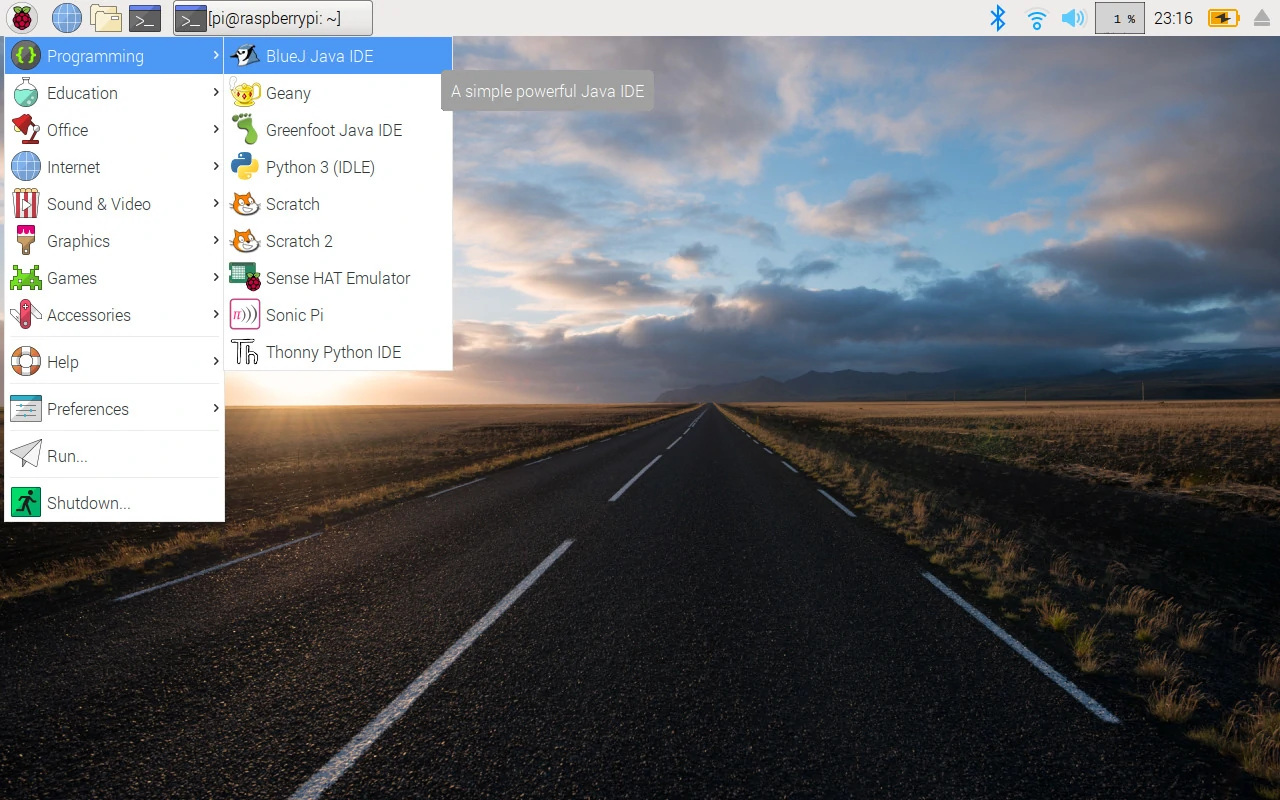 [pi@raspberrypi: ~]
1 %
23:16
Programming
Education
Office
Internet
Sound & Video
Graphics
Games
Accessories
Help
Preferences
Run...
Shutdown...
BlueJ Java IDE
Geany
Greenfoot Java IDE
Python 3 (IDLE)
Scratch
Scratch 2
Sense HAT Emulator
π)))
Sonic Pi
Th
Thonny Python IDE
A simple powerful Java IDE